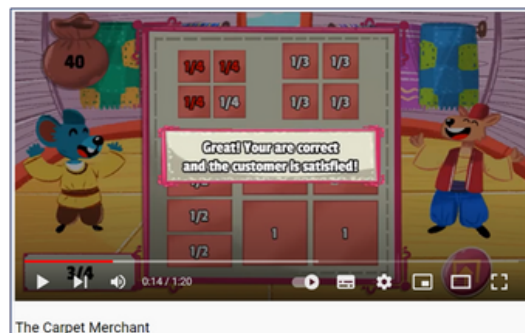 40
1/4 1/4 1/3 1/3
1/4 1/4 1/3 1/3
Great! Your are correct
and the customer is satisfied!
1/2
1/2
1/2 1 1
3/4
0:14 / 1:20
The Carpet Merchant